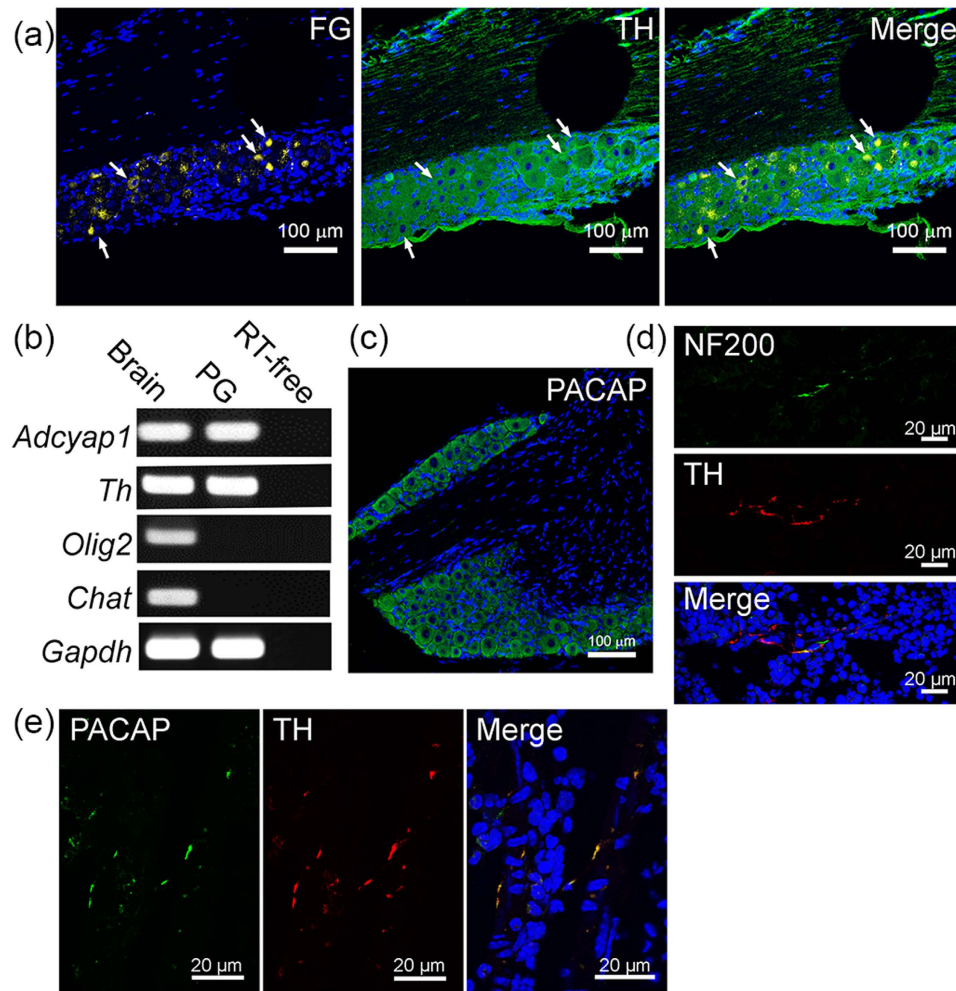 (a)
FG
TH
Merge
100 μm
100 μm
100 μm
(b)
Brain
PG
RT-free
Adcyap1
Th
Olig2
Chat
Gapdh
(c)
PACAP
100 μm
(d)
NF200
20 μm
TH
20 μm
Merge
20 μm
(e)
PACAP
TH
Merge
20 μm
20 μm
20 μm